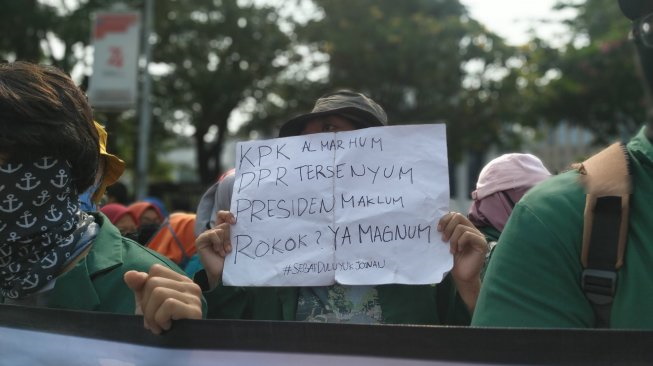 KPK ALMARHUM
DPR TERSENYUM
PRESIDEN MAKLUM
ROKOK? YA MAGNUM